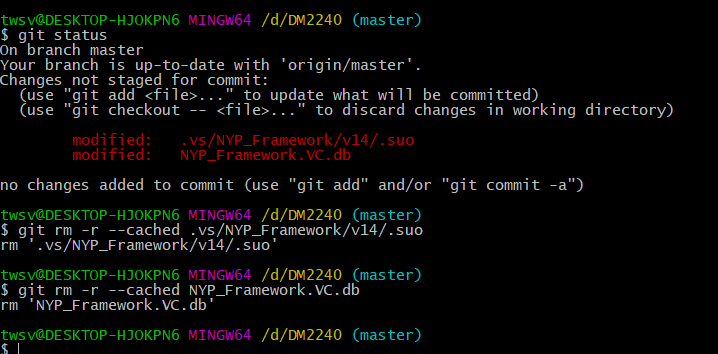 twsv@DESKTOP-HJOKPN6 MINGW64 /d/DM2240 (master)
$ git status
On branch master
Your branch is up-to-date with 'origin/master'.
Changes not staged for commit:
  (use "git add <file>..." to update what will be committed)
  (use "git checkout -- <file>..." to discard changes in working directory)
        modified:   .vs/NYP_Framework/v14/.suo
        modified:   NYP_Framework.VC.db
no changes added to commit (use "git add" and/or "git commit -a")
twsv@DESKTOP-HJOKPN6 MINGW64 /d/DM2240 (master)
$ git rm -r --cached .vs/NYP_Framework/v14/.suo
rm '.vs/NYP_Framework/v14/.suo'
twsv@DESKTOP-HJOKPN6 MINGW64 /d/DM2240 (master)
$ git rm -r --cached NYP_Framework.VC.db
rm 'NYP_Framework.VC.db'
twsv@DESKTOP-HJOKPN6 MINGW64 /d/DM2240 (master)
$